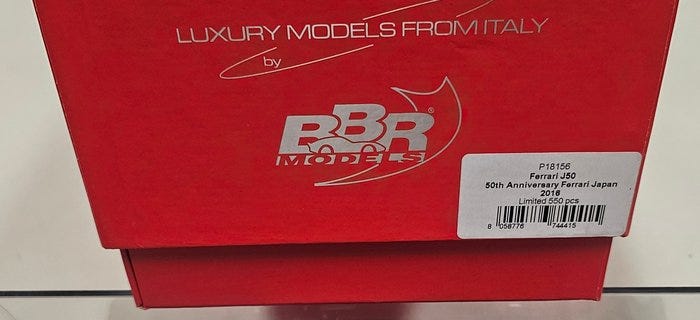 LUXURY MODELS FROM ITALY
by
BBR®
MODELS
P18156
Ferrari J50
50th Anniversary Ferrari Japan
2016
Limited 550 pcs
8 058776 744415